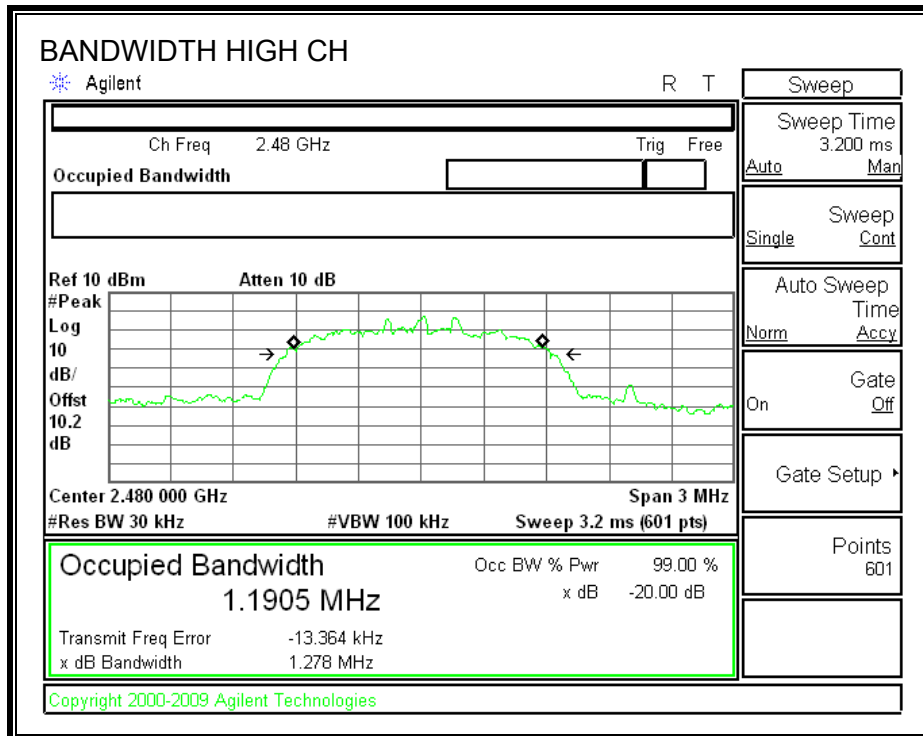 BANDWIDTH HIGH CH
Agilent R T
Ch Freq 2.48 GHz Trig Free
Occupied Bandwidth
Ref 10 dBm Atten 10 dB
#Peak
Log
10
dB/
Offst
10.2
dB
Center 2.480 000 GHz Span 3 MHz
#Res BW 30 kHz #VBW 100 kHz Sweep 3.2 ms (601 pts)
Occupied Bandwidth
1.1905 MHz
Occ BW % Pwr 99.00 %
x dB -20.00 dB
Transmit Freq Error -13.364 kHz
x dB Bandwidth 1.278 MHz
Copyright 2000-2009 Agilent Technologies
Sweep
Sweep Time
3.200 ms
Auto Man
Sweep
Single Cont
Auto Sweep
Time
Norm Accy
Gate
On Off
Gate Setup
Points
601